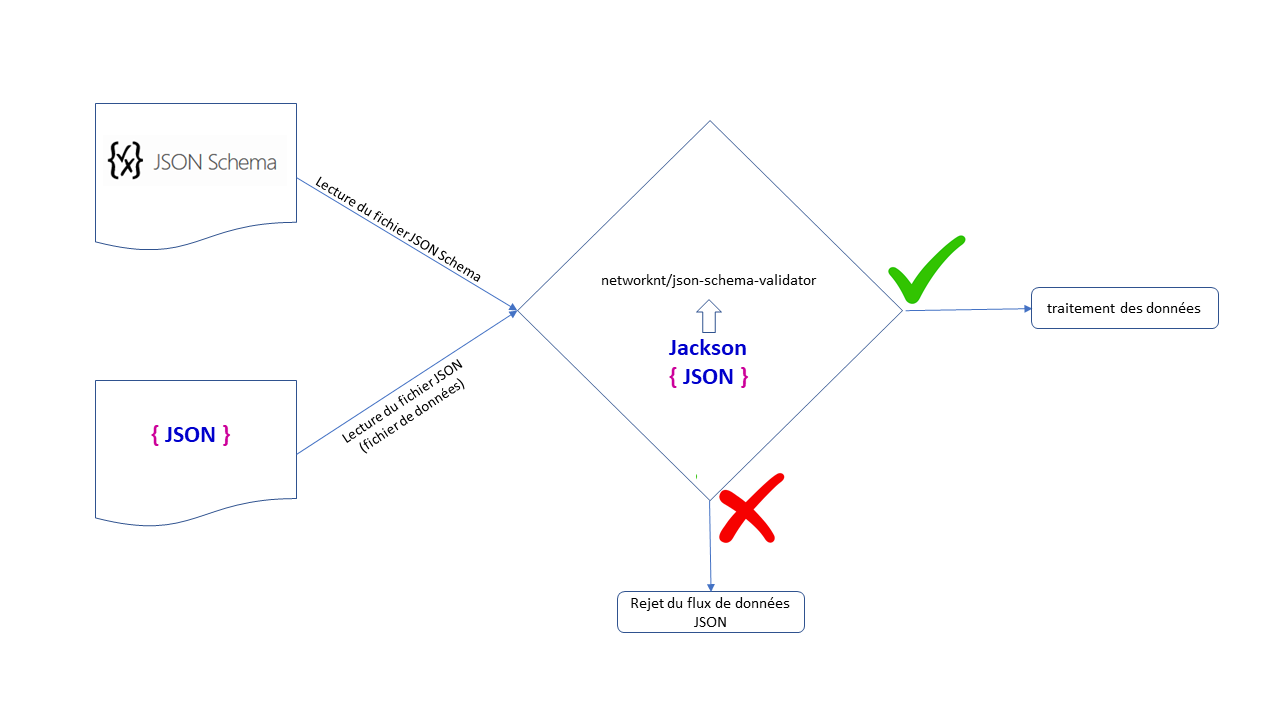 JSON Schema
Lecture du fichier JSON Schema
networknt/json-schema-validator
Jackson
{ JSON }
traitement des données
{ JSON }
Lecture du fichier JSON
(fichier de données)
Rejet du flux de données
JSON